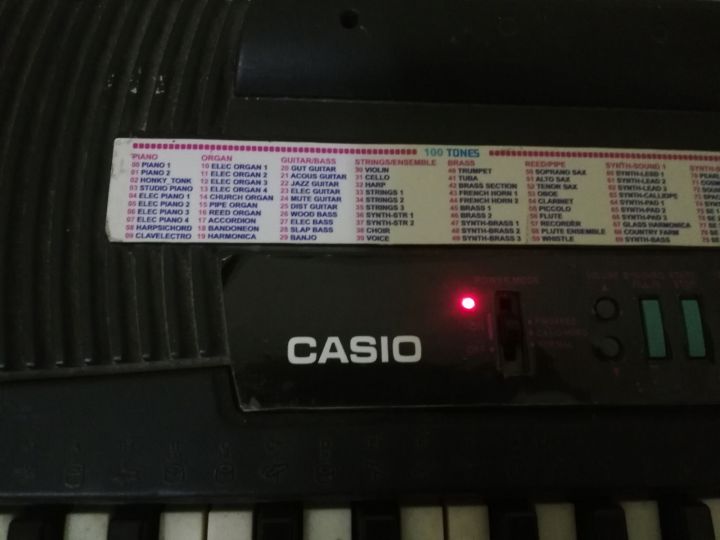 100 TONES
PIANO
00 PIANO 1
01 PIANO 2
02 HONKY_TONK
03 STUDIO PIANO
04 ELEC PIANO 1
05 ELEC PIANO 2
06 ELEC PIANO 3
07 ELEC PIANO 4
08 HARPSICHORD
09 CLAVELECTRO
ORGAN
10 ELEC ORGAN 1
11 ELEC ORGAN 2
12 ELEC ORGAN 3
13 ELEC ORGAN 4
14 CHURCH ORGAN
15 PIPE ORGAN
16 REED ORGAN
17 ACCORDION
18 BANDONEON
19 HARMONICA
GUITAR/BASS
20 GUT GUITAR
21 ACOUS GUITAR
22 JAZZ GUITAR
23 ELEC GUITAR
24 MUTE GUITAR
25 DIST GUITAR
26 WOOD BASS
27 ELEC BASS
28 SLAP BASS
29 BANJO
STRINGS/ENSEMBLE
30 VIOLIN
31 CELLO
32 HARP
33 STRINGS 1
34 STRINGS 2
35 STRINGS 3
36 SYNTH-STR 1
37 SYNTH-STR 2
38 CHOIR
39 VOICE
BRASS
40 TRUMPET
41 TUBA
42 BRASS SECTION
43 FRENCH HORN 1
44 FRENCH HORN 2
45 BRASS 1
46 BRASS 2
47 SYNTH-BRASS 1
48 SYNTH-BRASS 2
49 SYNTH-BRASS 3
REED/PIPE
50 SOPRANO SAX
51 ALTO SAX
52 TENOR SAX
53 OBOE
54 CLARINET
55 PICCOLO
56 FLUTE
57 RECORDER
58 FLUTE ENSEMBLE
59 WHISTLE
SYNTH-SOUND 1
60 SYNTH-LEAD 1
61 SYNTH-LEAD 2
62 SYNTH-LEAD 3
63 SYNTH-CALLIOPE
64 SYNTH-PAD 1
65 SYNTH-PAD 2
66 SYNTH-PAD 3
67 GLASS HARMONICA
68 COUNTRY FARM
69 SYNTH-BASS
POWER/MODE
CASIO